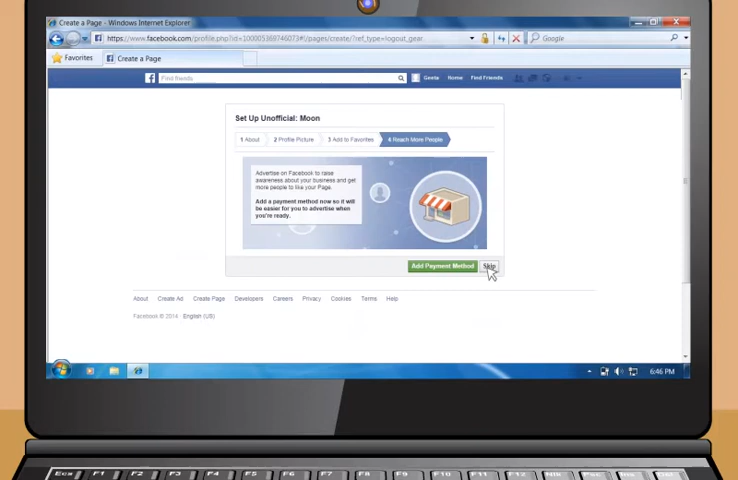 Create a Page - Windows Internet Explorer
https://www.facebook.com/profile.php?id=100005369746073#!/pages/create/?ref_type=logout_gear
Google
Favorites
Create a Page
Find friends
Home
Find Friends
Set Up Unofficial: Moon
1 About
2 Profile Picture
3 Add to Favorites
4 Reach More People
Advertise on Facebook to raise
awareness about your business and get
more people to like your Page.
Add a payment method now so it will
be easier for you to advertise when
you're ready.
Add Payment Method
Skip
About Create Ad Create Page Developers Careers Privacy Cookies Terms Help
Facebook © 2014 · English (US)
6:46 PM
F1 F2 F3 F4 F5 F6 F7 F8 F9 F10 F11 F12